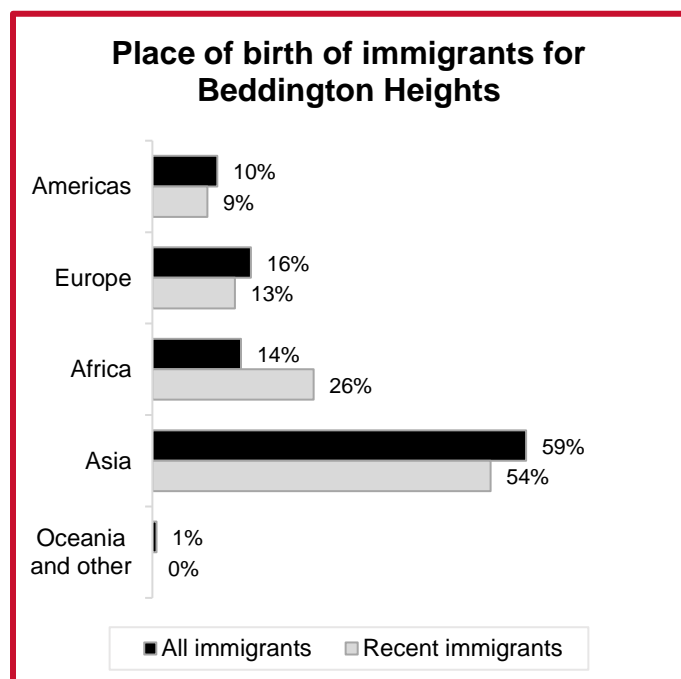 Place of birth of immigrants for
Beddington Heights
Americas
10%
9%
Europe
16%
13%
Africa
14%
26%
Asia
59%
54%
Oceania
and other
1%
0%
All immigrants
Recent immigrants